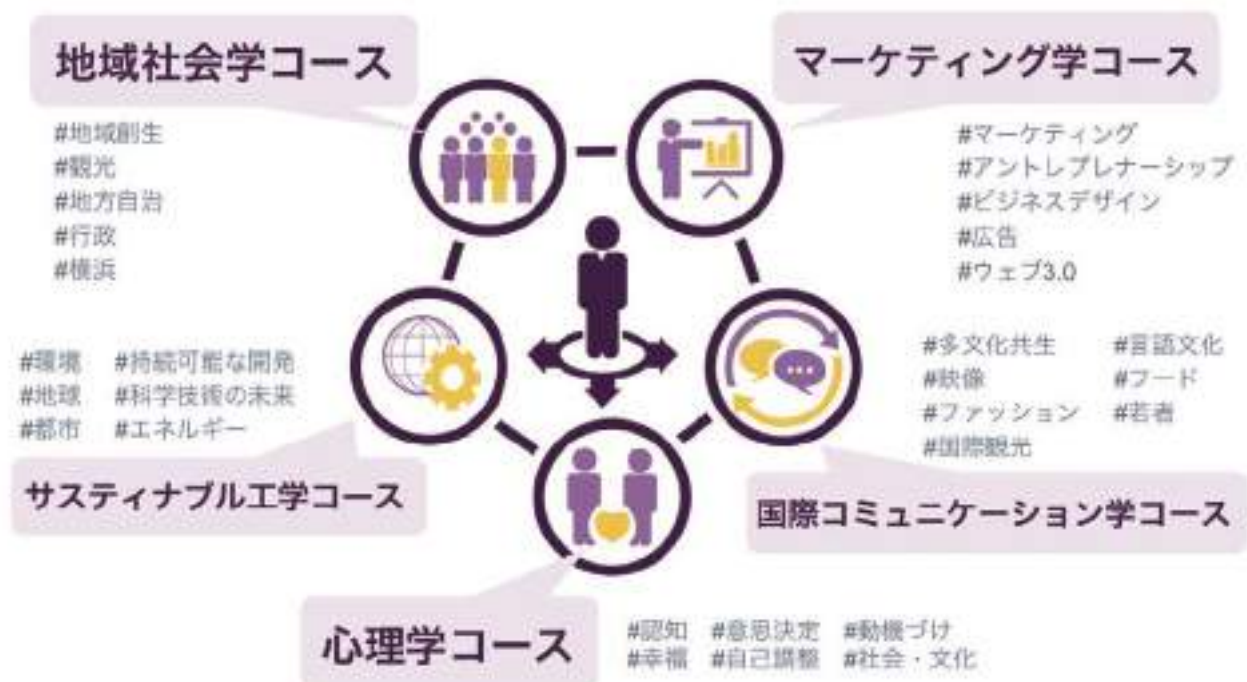 地域社会学コース
#地域創生
#観光
#地方自治
#行政
#横浜
マーケティング学コース
#マーケティング
#アントレプレナーシップ
#ビジネスデザイン
#広告
#ウェブ3.0
#環境 #持続可能な開発
#地球 #科学技術の未来
#都市 #エネルギー
サスティナブル工学コース
#多文化共生 #言語文化
#映像 #フード
#ファッション #若者
#国際観光
国際コミュニケーション学コース
心理学コース
#認知 #意思決定 #動機づけ
#幸福 #自己調整 #社会・文化